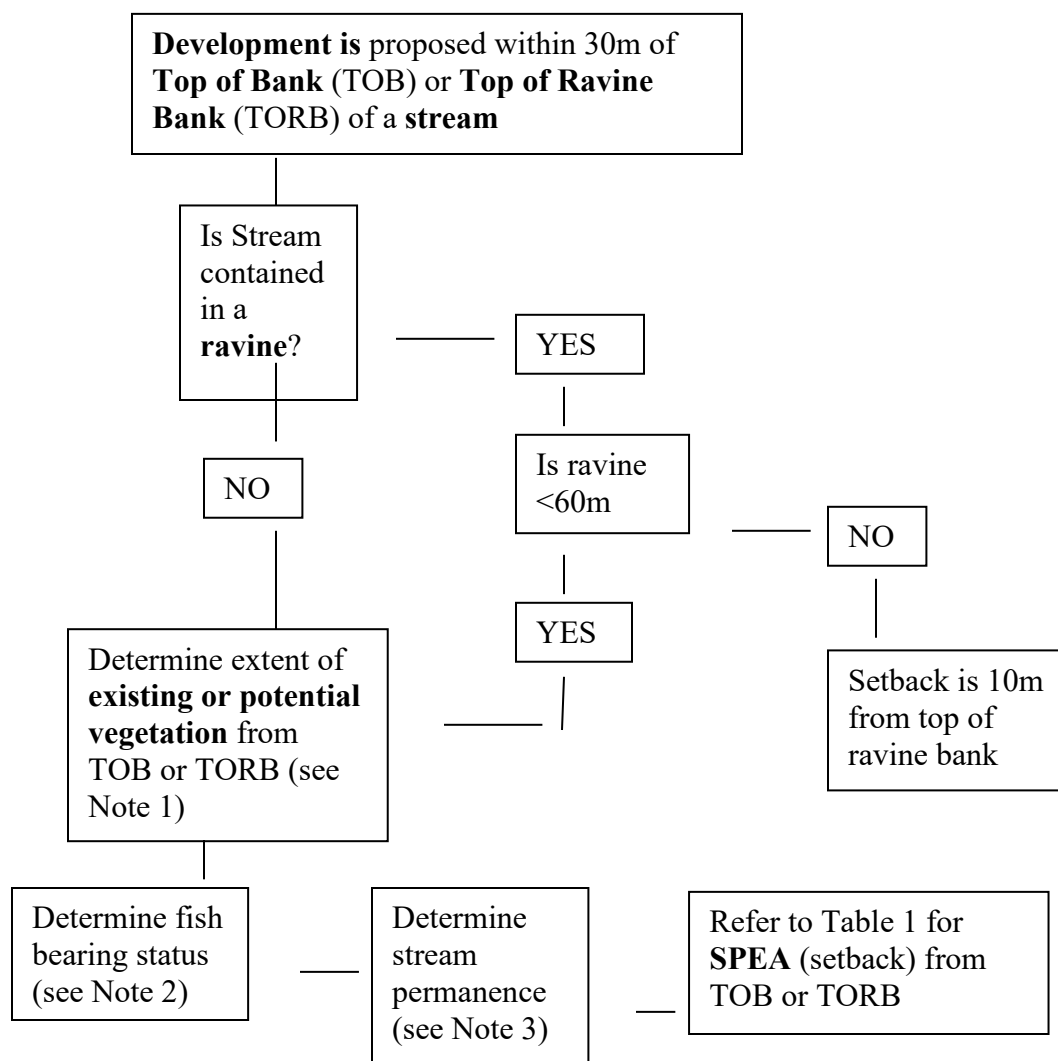 Development is proposed within 30m of
Top of Bank (TOB) or Top of Ravine
Bank (TORB) of a stream
Is Stream
contained
in a
ravine?
YES
Is ravine
<60m
NO
NO
YES
Determine extent of
existing or potential
vegetation from
TOB or TORB (see
Note 1)
Setback is 10m
from top of
ravine bank
Determine fish
bearing status
(see Note 2)
Determine
stream
permanence
(see Note 3)
Refer to Table 1 for
SPEA (setback) from
TOB or TORB